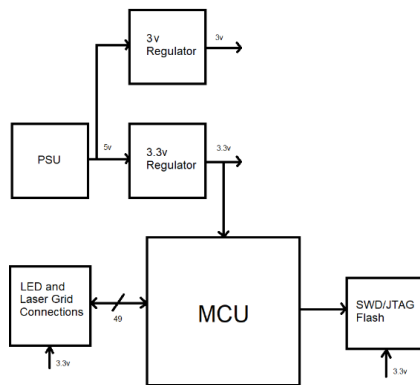 3v
Regulator
3v
PSU
5v
3.3v
Regulator
3.3v
LED and
Laser Grid
Connections
49
MCU
SWD/JTAG
Flash
3.3v
3.3v